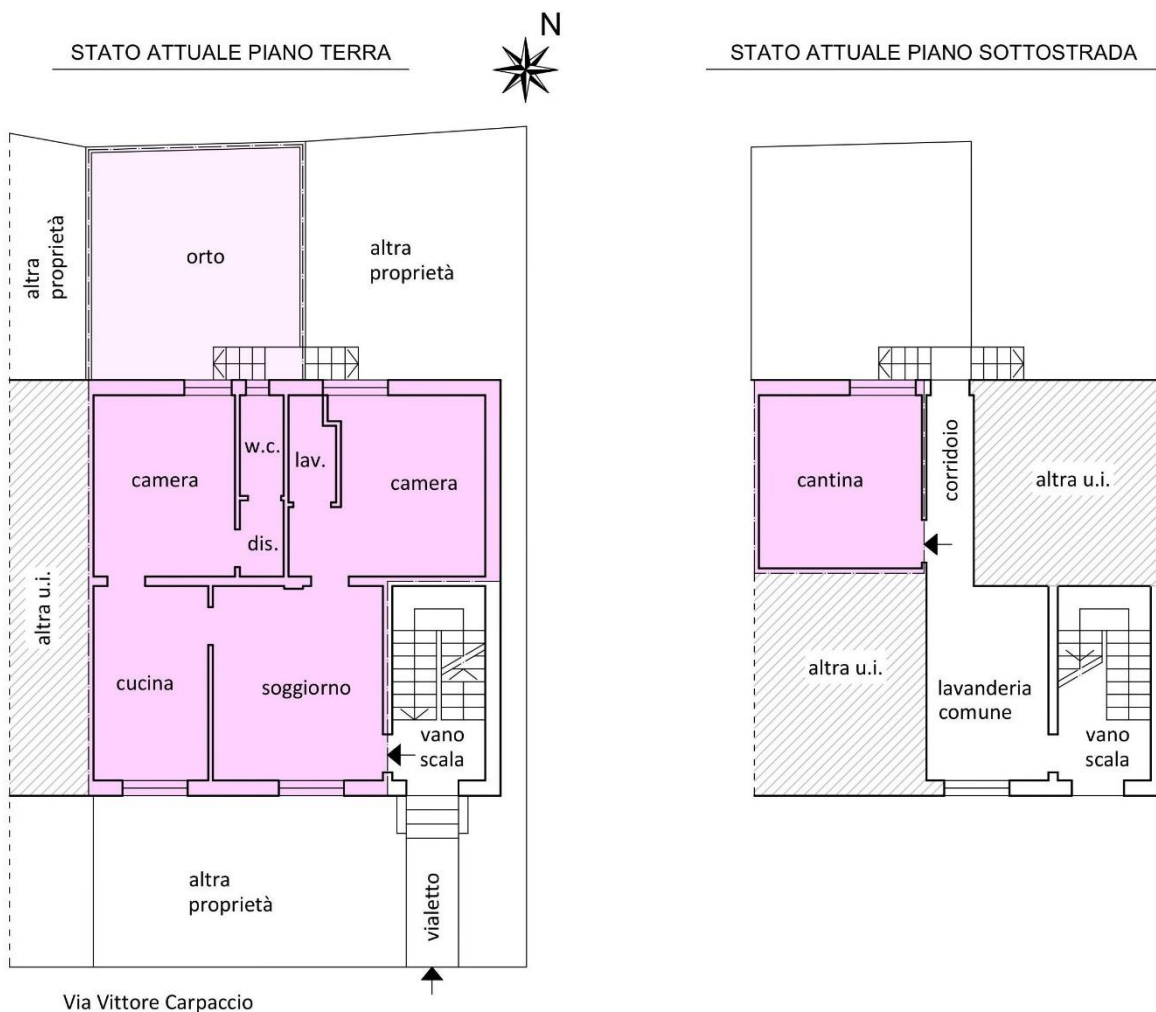 N
STATO ATTUALE PIANO TERRA
STATO ATTUALE PIANO SOTTOSTRADA
altra
proprietà
orto
altra
proprietà
camera
w.c.
lav.
camera
dis.
altra u.i.
cucina
soggiorno
vano
scala
altra
proprietà
vialetto
Via Vittore Carpaccio
cantina
corridoio
altra u.i.
altra u.i.
lavanderia
comune
vano
scala